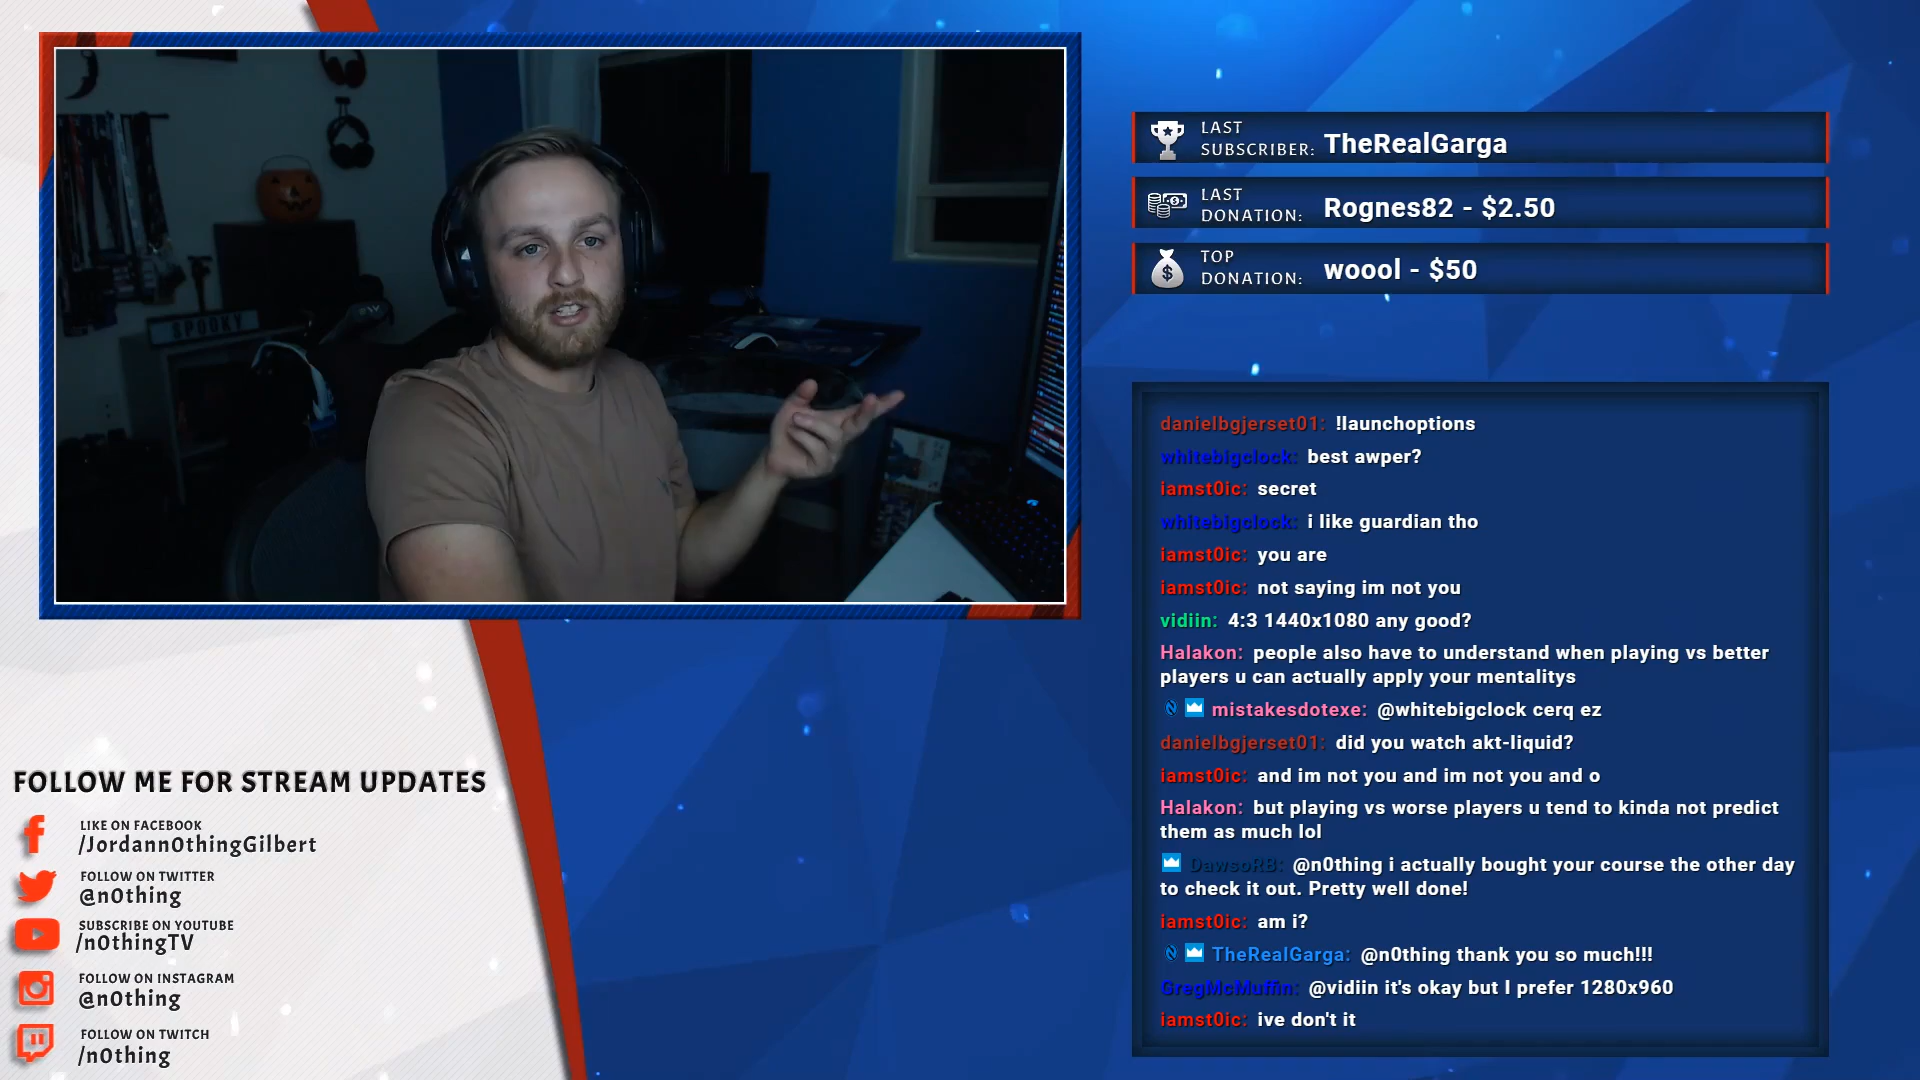 SPOOKY
LAST
SUBSCRIBER: TheRealGarga
LAST
DONATION: Rognes82 - $2.50
TOP
DONATION: woool - $50
danielbgjerset01: !launchoptions
whitebigclock: best awper?
iamst0ic: secret
whitebigclock: i like guardian tho
iamst0ic: you are
iamst0ic: not saying im not you
vidiin: 4:3 1440x1080 any good?
Halakon: people also have to understand when playing vs better
players u can actually apply your mentalitys
mistakesdotexe: @whitebigclock cerq ez
danielbgjerset01: did you watch akt-liquid?
iamst0ic: and im not you and im not you and o
Halakon: but playing vs worse players u tend to kinda not predict
them as much lol
DawsoRB: @n0thing i actually bought your course the other day
to check it out. Pretty well done!
iamst0ic: am i?
TheRealGarga: @n0thing thank you so much!!!
GregMcMuffin: @vidiin it's okay but I prefer 1280x960
iamst0ic: ive don't it
FOLLOW ME FOR STREAM UPDATES
LIKE ON FACEBOOK
/Jordann0thingGilbert
FOLLOW ON TWITTER
@n0thing
SUBSCRIBE ON YOUTUBE
/n0thingTV
FOLLOW ON INSTAGRAM
@n0thing
FOLLOW ON TWITCH
/n0thing